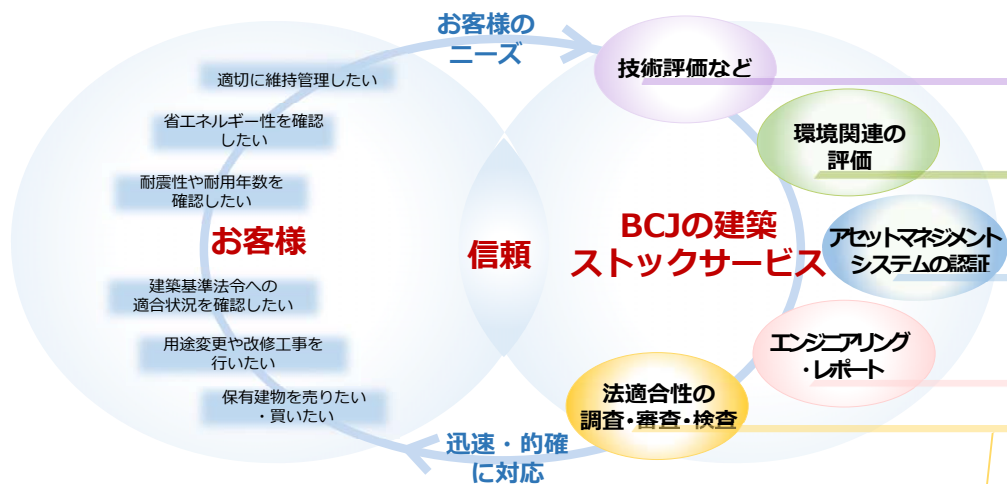 お客様の
ニーズ
適切に維持管理したい
省エネルギー性を確認
したい
耐震性や耐用年数を
確認したい
お客様
建築基準法令への
適合状況を確認したい
用途変更や改修工事を
行いたい
保有建物を売りたい
・買いたい
信頼
BCJの建築
ストックサービス
技術評価など
環境関連の
評価
アセットマネジメント
システムの認証
エンジニアリング
・レポート
法適合性の
調査・審査・検査
迅速・的確
に対応